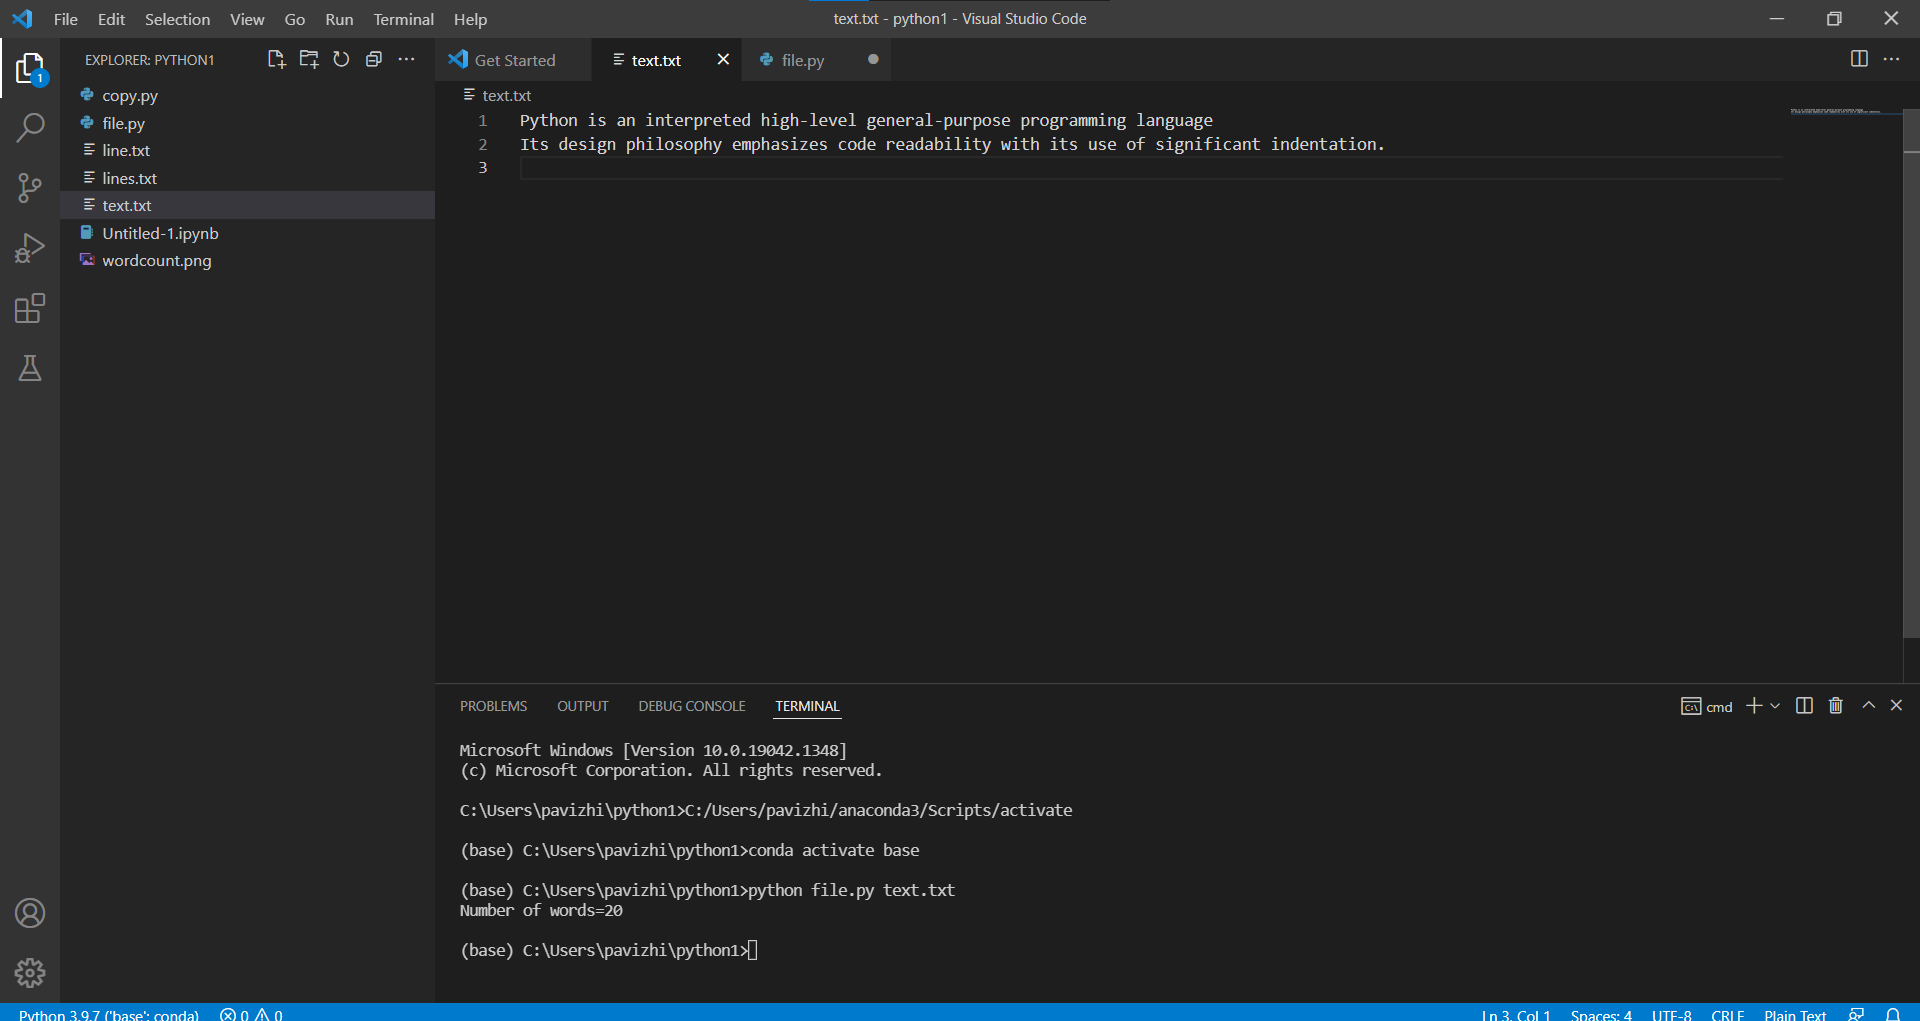 File Edit Selection View Go Run Terminal Help
text.txt - python1 - Visual Studio Code
EXPLORER: PYTHON1
1
copy.py
file.py
line.txt
lines.txt
text.txt
Untitled-1.ipynb
wordcount.png
Get Started
text.txt
file.py
text.txt
1 Python is an interpreted high-level general-purpose programming language
2 Its design philosophy emphasizes code readability with its use of significant indentation.
3
PROBLEMS OUTPUT DEBUG CONSOLE TERMINAL
cmd
Microsoft Windows [Version 10.0.19042.1348]
(c) Microsoft Corporation. All rights reserved.
C:\Users\pavizhi\python1>C:/Users/pavizhi/anaconda3/Scripts/activate
(base) C:\Users\pavizhi\python1>conda activate base
(base) C:\Users\pavizhi\python1>python file.py text.txt
Number of words=20
(base) C:\Users\pavizhi\python1>
Python 3.9.7 ('base': conda) 0 0 Ln 3, Col 1 Spaces: 4 UTF-8 CRLF Plain Text